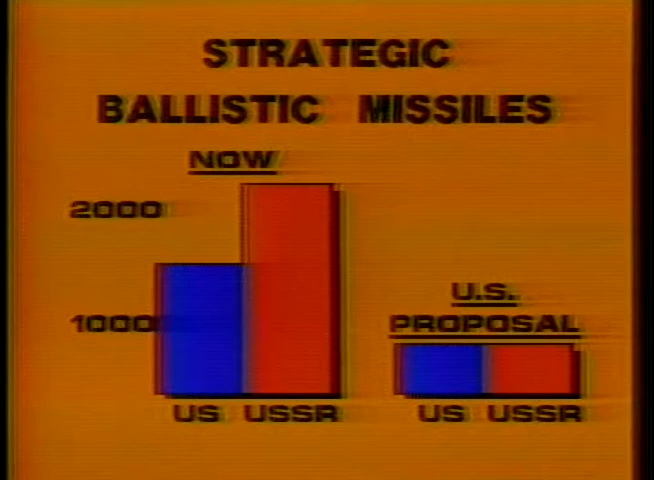 STRATEGIC
BALLISTIC MISSILES
NOW
2000
1000
US USSR
U.S.
PROPOSAL
US USSR